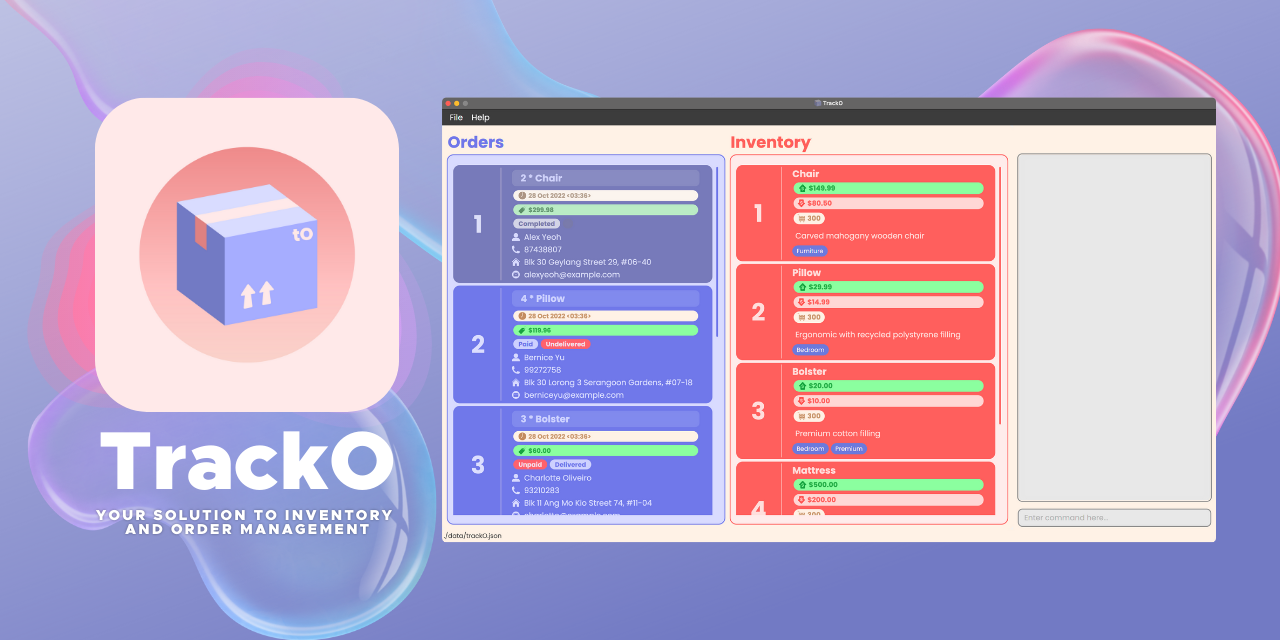 tO
TrackO
YOUR SOLUTION TO INVENTORY
AND ORDER MANAGEMENT
TrackO
File Help
Orders
1
2 * Chair
28 Oct 2022 <03:36>
$299.98
Completed
Alex Yeoh
87438807
Blk 30 Geylang Street 29, #06-40
alexyeoh@example.com
2
4 * Pillow
28 Oct 2022 <03:36>
$119.96
Paid Undelivered
Bernice Yu
99272758
Blk 30 Lorong 3 Serangoon Gardens, #07-18
berniceyu@example.com
3
3 * Bolster
28 Oct 2022 <03:36>
$60.00
Unpaid Delivered
Charlotte Oliveiro
93210283
Blk 11 Ang Mo Kio Street 74, #11-04
Inventory
1
Chair
$149.99
$80.50
300
Carved mahogany wooden chair
Furniture
2
Pillow
$29.99
$14.99
300
Ergonomic with recycled polystyrene filling
Bedroom
3
Bolster
$20.00
$10.00
300
Premium cotton filling
Bedroom Premium
4
Mattress
$500.00
$200.00
300
Enter command here...
./data/trackO.json